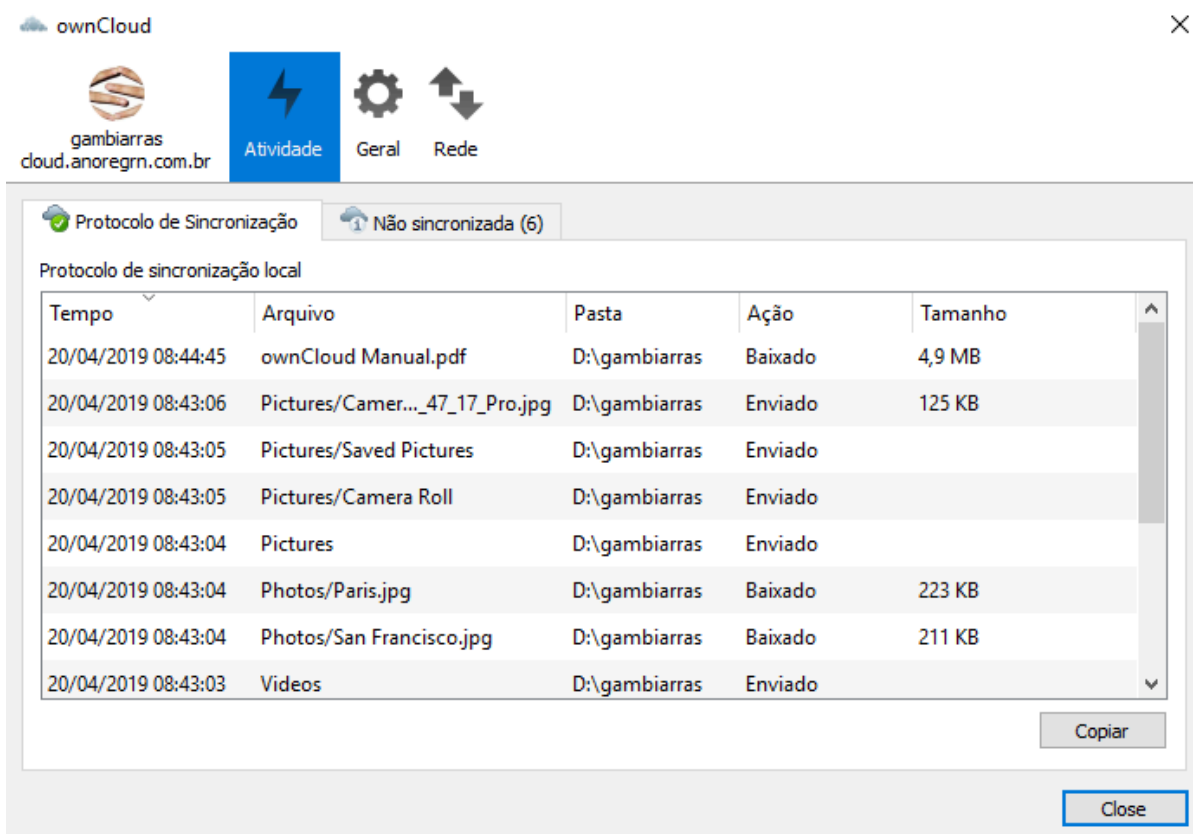 ownCloud
gambiarras
cloud.anoregrn.com.br
Atividade
Geral
Rede
Protocolo de Sincronização
Não sincronizada (6)
Protocolo de sincronização local
Tempo Arquivo Pasta Ação Tamanho
20/04/2019 08:44:45 ownCloud Manual.pdf D:\gambiarras Baixado 4,9 MB
20/04/2019 08:43:06 Pictures/Camer..._47_17_Pro.jpg D:\gambiarras Enviado 125 KB
20/04/2019 08:43:05 Pictures/Saved Pictures D:\gambiarras Enviado
20/04/2019 08:43:05 Pictures/Camera Roll D:\gambiarras Enviado
20/04/2019 08:43:04 Pictures D:\gambiarras Enviado
20/04/2019 08:43:04 Photos/Paris.jpg D:\gambiarras Baixado 223 KB
20/04/2019 08:43:04 Photos/San Francisco.jpg D:\gambiarras Baixado 211 KB
20/04/2019 08:43:03 Videos D:\gambiarras Enviado
Copiar
Close